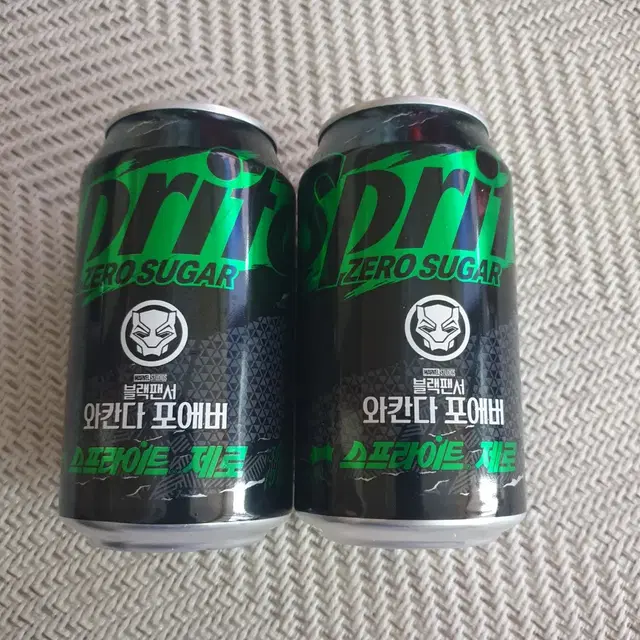 Sprite
ZERO SUGAR
MARVEL STUDIOS
블랙팬서
와칸다 포에버
스프라이트 제로
Sprite
ZERO SUGAR
MARVEL STUDIOS
블랙팬서
와칸다 포에버
스프라이트 제로